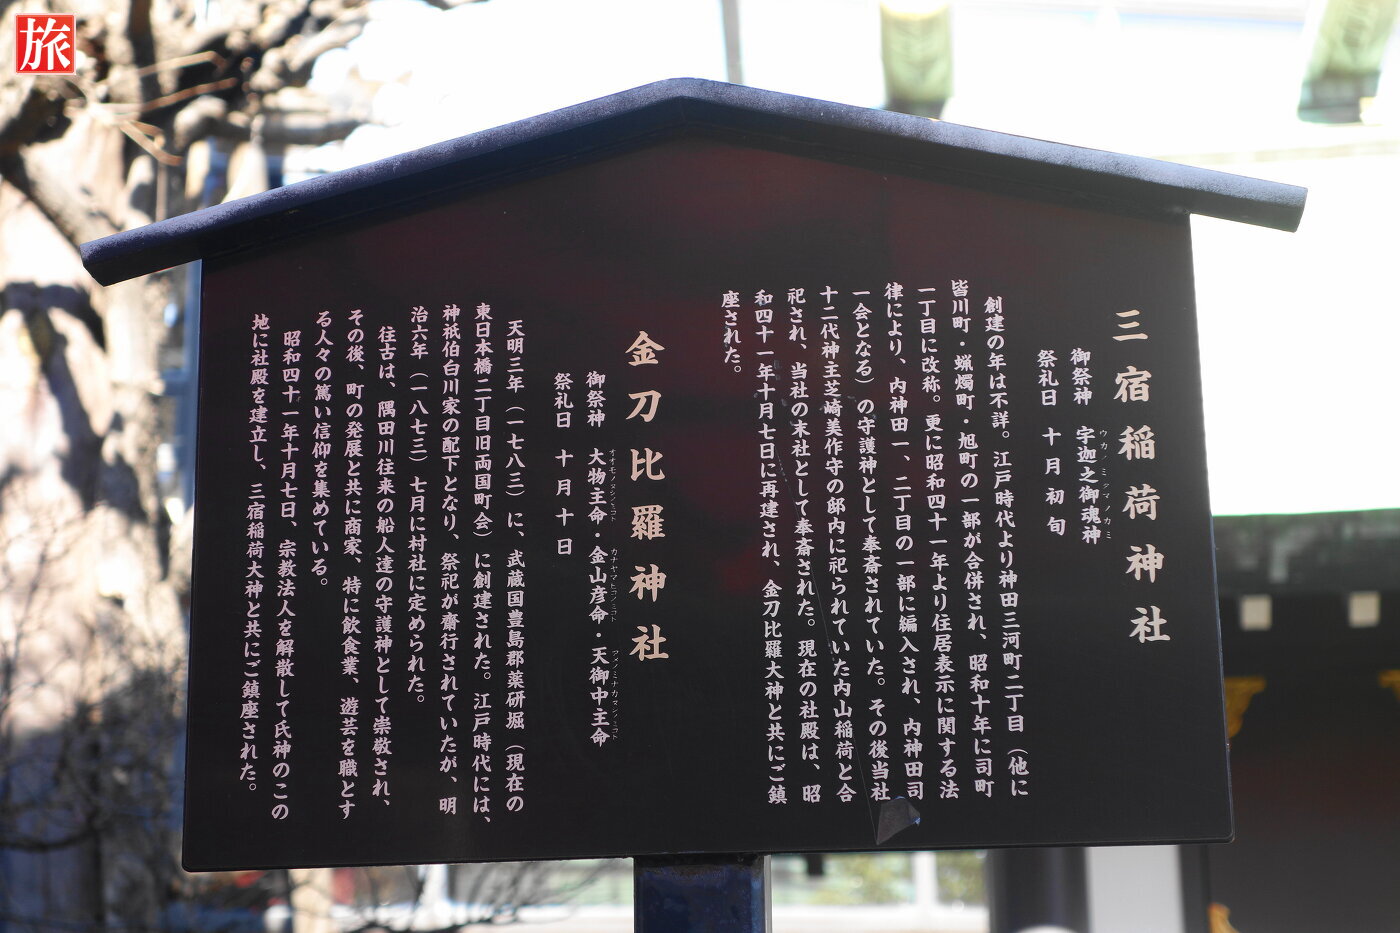 旅
三宿稲荷神社
御祭神 宇迦之御魂神
ウカノミタマノカミ
祭礼日 十月初旬
創建の年は不詳。江戸時代より神田三河町二丁目（他に
皆川町・蝋燭町・旭町の一部が合併され、昭和十年に司町
一丁目に改称。更に昭和四十一年より住居表示に関する法
律により、内神田一、二丁目の一部に編入され、内神田司
一会となる）の守護神として奉斎されていた。その後当社
十二代神主芝崎美作守の邸内に祀られていた内山稲荷と合
祀され、当社の末社として奉斎された。現在の社殿は、昭
和四十一年十月七日に再建され、金刀比羅大神と共にご鎮
座された。
金刀比羅神社
御祭神 大物主命・金山彦命・天御中主命
オオモノヌシノミコト カナヤマヒコノミコト アメノミナカヌシノミコト
祭礼日 十月十日
天明三年（一七八三）に、武蔵国豊島郡薬研堀（現在の
東日本橋二丁目旧両国町会）に創建された。江戸時代には、
神祇伯白川家の配下となり、祭祀が齋行されていたが、明
治六年（一八七三）七月に村社に定められた。
往古は、隅田川往来の船人達の守護神として崇敬され、
その後、町の発展と共に商家、特に飲食業、遊芸を職とす
る人々の篤い信仰を集めている。
昭和四十一年十月七日、宗教法人を解散して氏神のこの
地に社殿を建立し、三宿稲荷大神と共にご鎮座された。